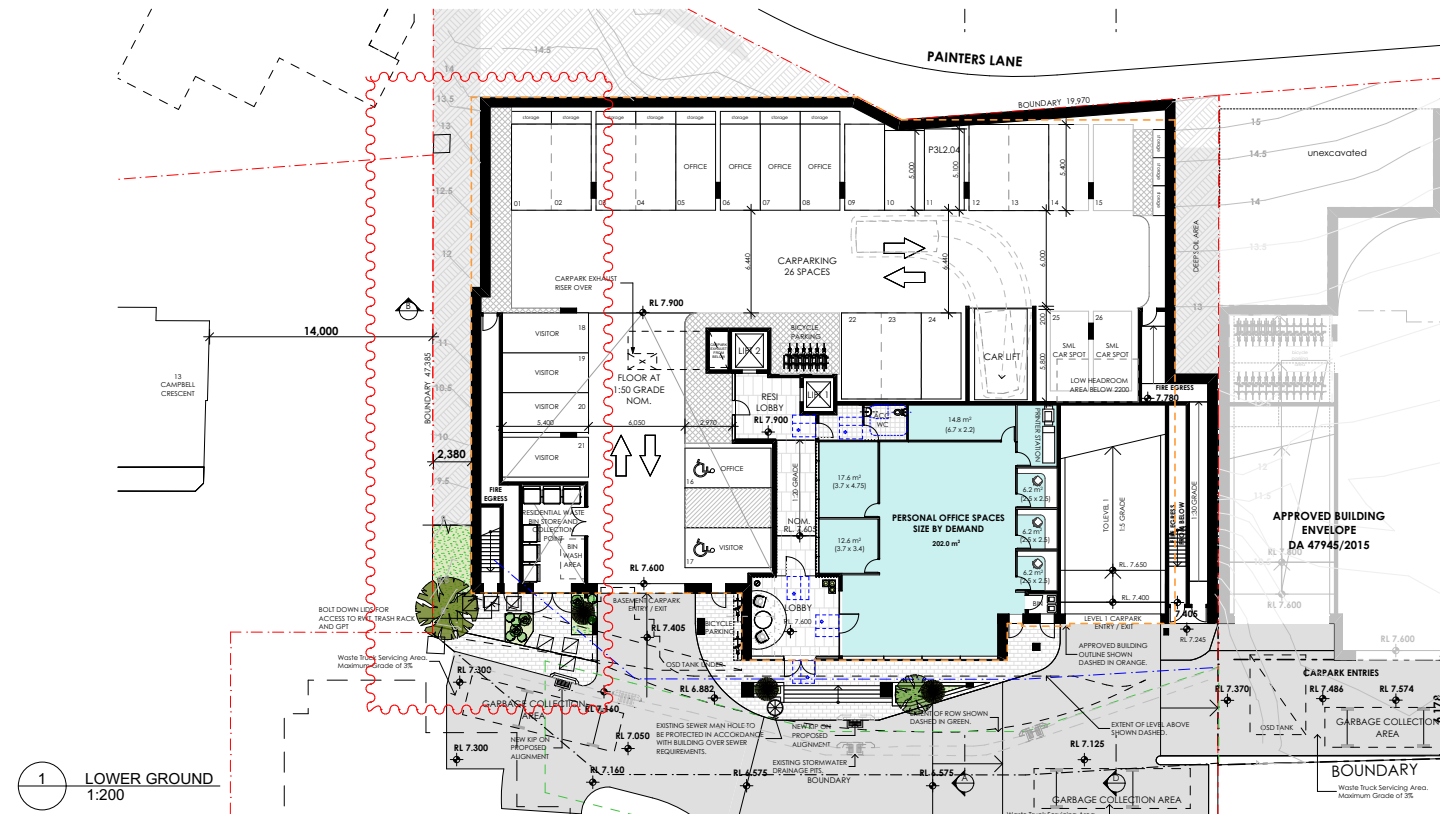 PAINTERS LANE
14.5
14
13.5
13
12.5
12
11
10.5
10
9.5
BOUNDARY 19.970
15
14.5
14
13
unexcavated
storage
storage
storage
storage
storage
storage
storage
storage
storage
storage
storage
OFFICE
OFFICE
OFFICE
OFFICE
P3L2.04
5,000
5,100
5,400
01
02
03
04
05
06
07
08
09
10
11
12
13
14
15
DEEPSOIL AREA
CARPARKING
26 SPACES
6,440
6,440
6,000
CARPARK EXHAUST
RISER OVER
RL 7.900
B
14,000
13
CAMPBELL
CRESCENT
BOUNDARY 47.385
2,380
VISITOR
18
VISITOR
19
VISITOR
20
VISITOR
21
5,400
6,050
2,970
FLOOR AT
1:50 GRADE
NOM.
LIFT 2
BICYCLE
PARKING
22
23
24
CAR LIFT
200
5,800
25
26
SML
CAR SPOT
SML
CAR SPOT
LOW HEADROOM
AREA BELOW 2200
FIRE EGRESS
7.780
RESI
LOBBY
RL 7.900
ACC
WC
14.8 m²
(6.7 x 2.2)
PRINTER STATION
17.6 m²
(3.7 x 4.75)
12.6 m²
(3.7 x 3.4)
PERSONAL OFFICE SPACES
SIZE BY DEMAND
202.0 m²
6.2 m²
(2.5 x 2.5)
6.2 m²
(2.5 x 2.5)
6.2 m²
(2.5 x 2.5)
BIN
TO LEVEL 1
1:5 GRADE
RL. 7.650
RL. 7.400
1:30 GRADE
7.405
RL 7.245
OFFICE
16
VISITOR
17
1:20 GRADE
NOM.
RL. 7.605
LOBBY
RL. 7.600
FIRE
EGRESS
RESIDENTIAL WASTE
BIN STORE AND
COLLECTION
POINT
BIN
WASH
AREA
RL 7.600
BASEMENT CARPARK
ENTRY / EXIT
BICYCLE
PARKING
RL 7.405
OSD TANK UNDER
RL 6.882
LEVEL 1 CARPARK
ENTRY / EXIT
APPROVED BUILDING
OUTLINE SHOWN
DASHED IN ORANGE.
APPROVED BUILDING
ENVELOPE
DA 47945/2015
RL 7.600
RL 7.600
CARPARK ENTRIES
RL 7.370
RL 7.486
RL 7.574
OSD TANK
GARBAGE COLLECTION
AREA
BOLT DOWN LIDS FOR
ACCESS TO RWT, TRASH RACK
AND GPT
Waste Truck Servicing Area.
Maximum Grade of 3%
RL 7.300
GARBAGE COLLECTION
AREA
RL 7.160
RL 7.300
NEW KIP ON
PROPOSED
ALIGNMENT
RL 7.050
RL 7.160
EXISTING SEWER MAN HOLE TO
BE PROTECTED IN ACCORDANCE
WITH BUILDING OVER SEWER
REQUIREMENTS.
NEW KIP ON
PROPOSED
ALIGNMENT
EXISTING STORMWATER
DRAINAGE PITS.
BOUNDARY
RL 6.575
RL 6.575
EXTENT OF ROW SHOWN
DASHED IN GREEN.
EXTENT OF LEVEL ABOVE
SHOWN DASHED.
RL 7.125
A
D
GARBAGE COLLECTION AREA
BOUNDARY
Waste Truck Servicing Area.
Maximum Grade of 3%
1
LOWER GROUND
1:200